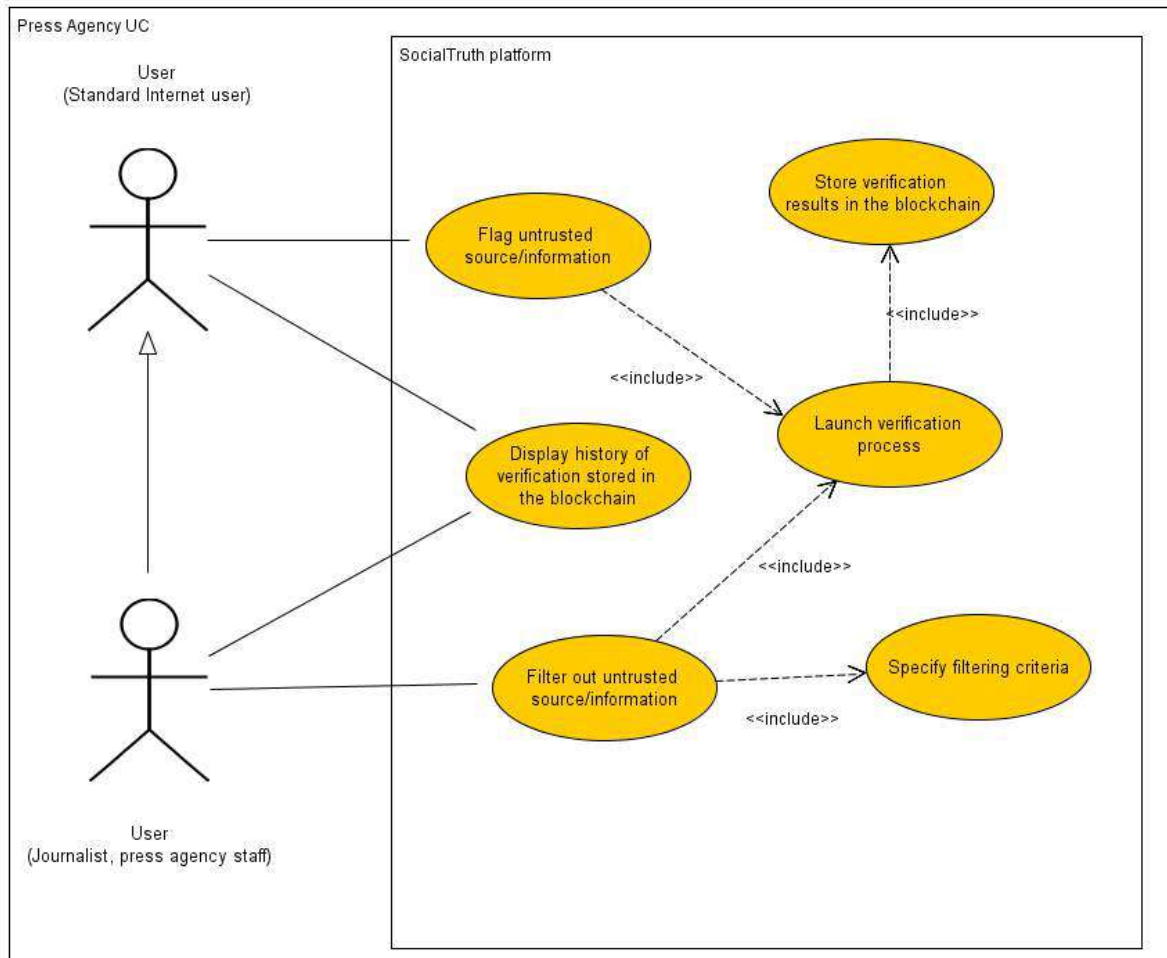 Press Agency UC
SocialTruth platform
User
(Standard Internet user)
Store verification
results in the blockchain
Flag untrusted
source/information
<<include>>
<<include>>
Launch verification
process
Display history of
verification stored in
the blockchain
<<include>>
Filter out untrusted
source/information
Specify filtering criteria
<<include>>
User
(Journalist, press agency staff)